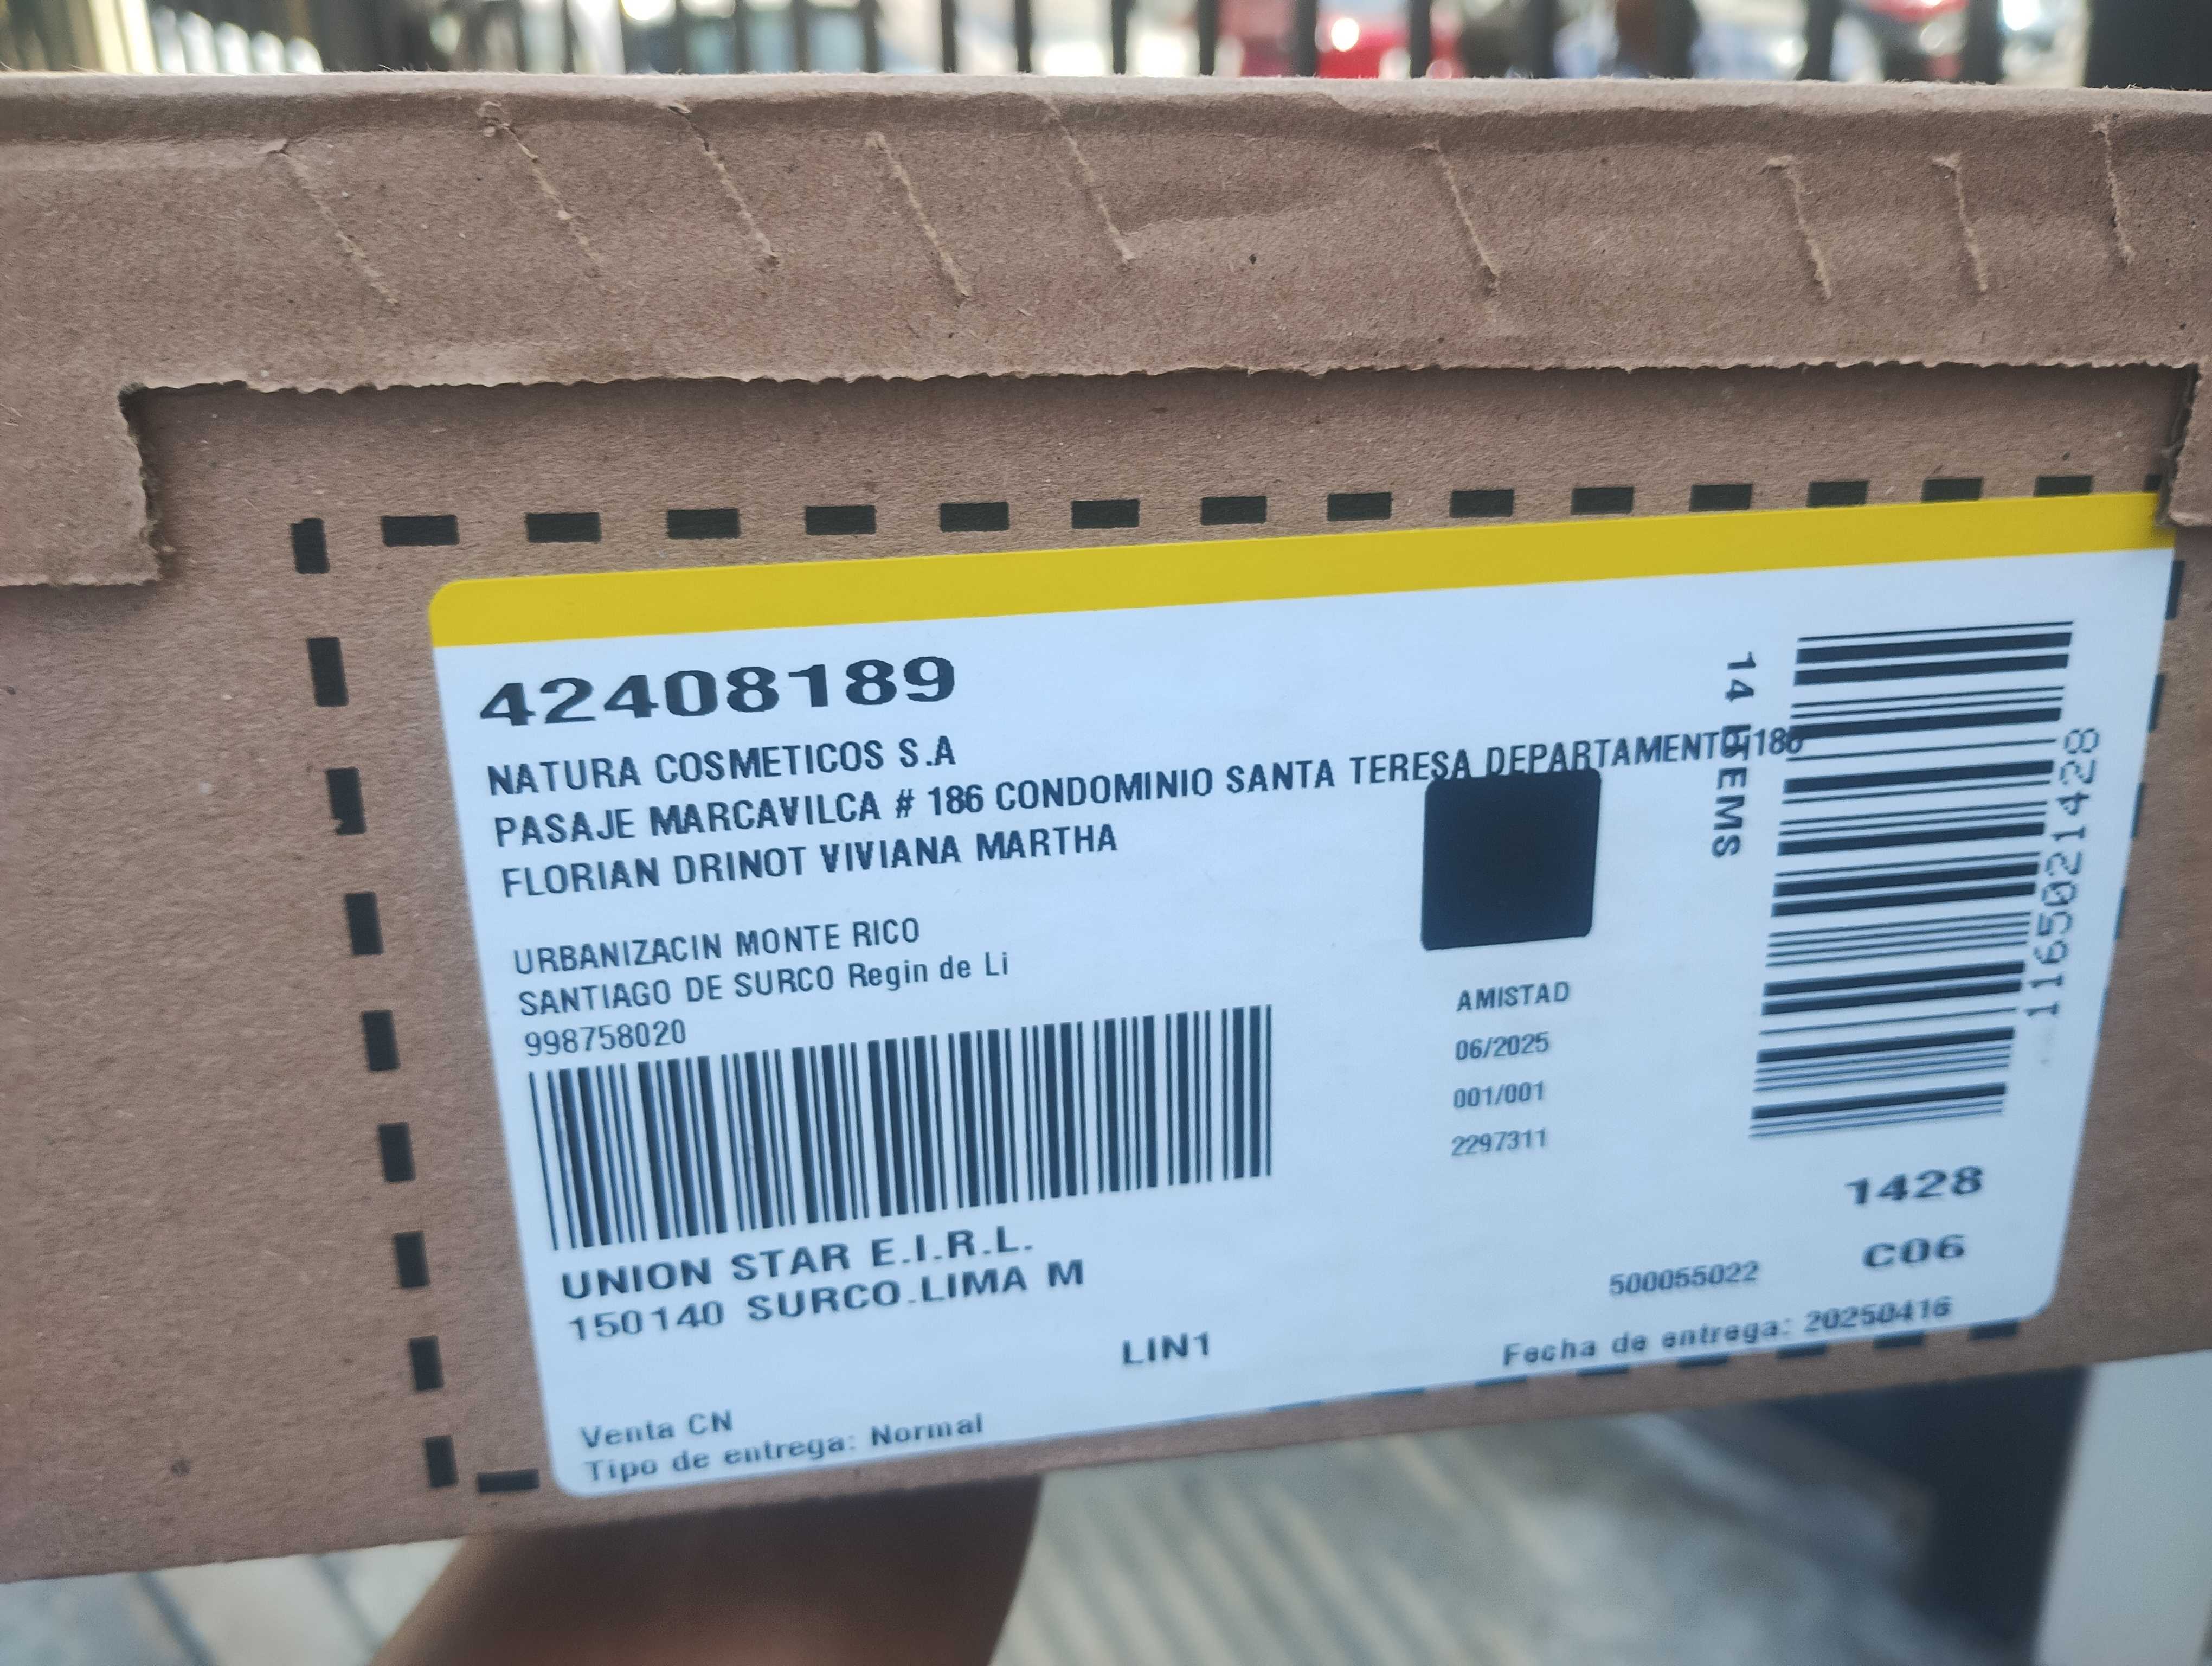 42408189
NATURA COSMETICOS S.A
PASAJE MARCAVILCA # 186 CONDOMINIO SANTA TERESA DEPARTAMENTO 186
FLORIAN DRINOT VIVIANA MARTHA
URBANIZACIN MONTE RICO
SANTIAGO DE SURCO Regin de Li
998758020
UNION STAR E.I.R.L.
150140 SURCO.LIMA M
LIN1
Venta CN
Tipo de entrega: Normal
AMISTAD
06/2025
001/001
2297311
14 ITEMS
1165021428
1428
C06
500055022
Fecha de entrega: 20250416